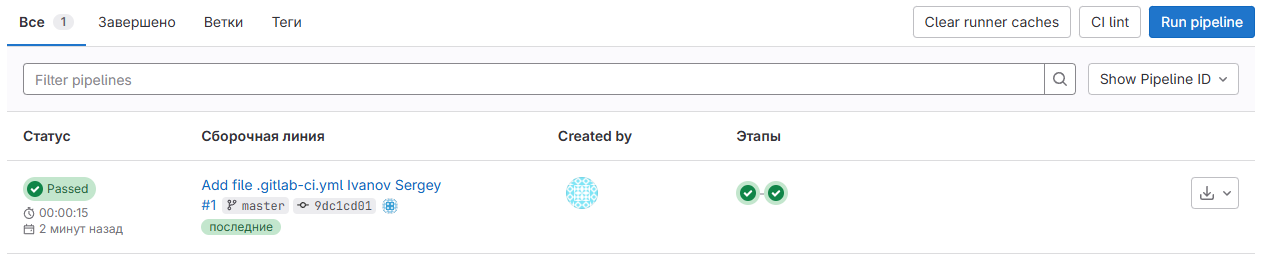 Все 1 Завершено Ветки Теги Clear runner caches CI lint Run pipeline
Filter pipelines Show Pipeline ID
Статус Сборочная линия Created by Этапы
Passed Add file .gitlab-ci.yml Ivanov Sergey
00:00:15 #1 master 9dc1cd01
2 минут назад последние